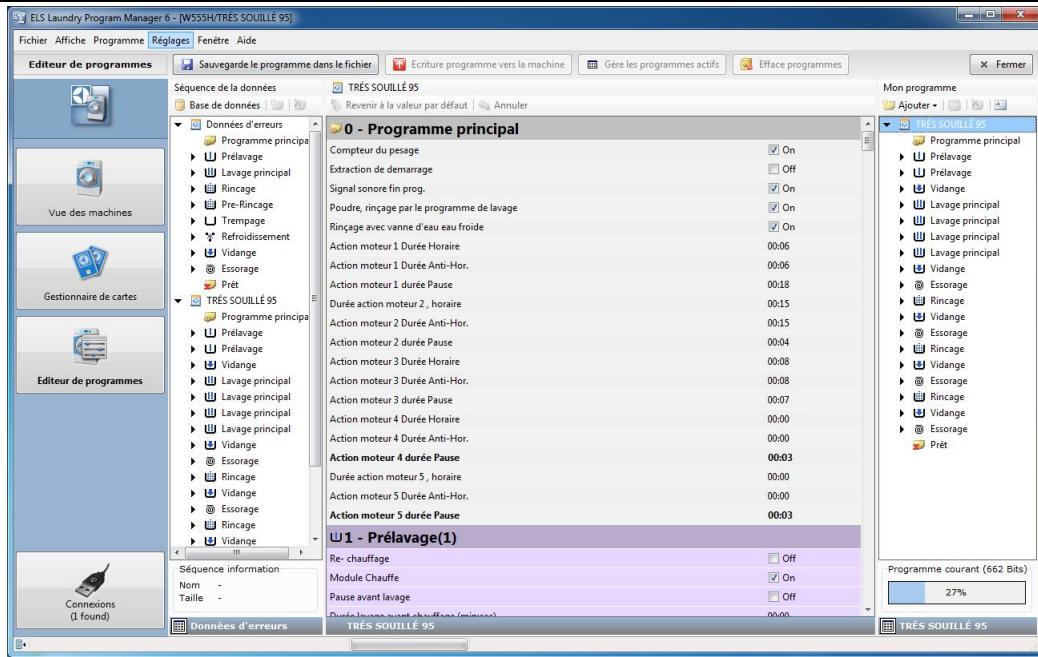 ELS Laundry Program Manager 6 - [W555H/TRÉS SOUILLÉ 95]
Fichier Affiche Programme Réglages Fenêtre Aide
Editeur de programmes Sauvegarde le programme dans le fichier Ecriture programme vers la machine Gère les programmes actifs Efface programmes Fermer
Vue des machines
Gestionnaire de cartes
Editeur de programmes
Connexions
(1 found)
Séquence de la données
Base de données
Données d'erreurs
Programme principa
Prélavage
Lavage principal
Rincage
Pre-Rincage
Trempage
Refroidissement
Vidange
Essorage
Prêt
TRÉS SOUILLÉ 95
Programme principa
Prélavage
Prélavage
Vidange
Lavage principal
Lavage principal
Lavage principal
Lavage principal
Vidange
Essorage
Rincage
Vidange
Essorage
Rincage
Vidange
Séquence information
Nom -
Taille -
Données d'erreurs
TRÉS SOUILLÉ 95
Revenir à la valeur par défaut Annuler
0 - Programme principal
Compteur du pesage On
Extraction de demarrage Off
Signal sonore fin prog. On
Poudre, rinçage par le programme de lavage On
Rinçage avec vanne d'eau eau froide On
Action moteur 1 Durée Horaire 00:06
Action moteur 1 Durée Anti-Hor. 00:06
Action moteur 1 durée Pause 00:18
Durée action moteur 2 , horaire 00:15
Action moteur 2 Durée Anti-Hor. 00:15
Action moteur 2 durée Pause 00:04
Action moteur 3 Durée Horaire 00:08
Action moteur 3 Durée Anti-Hor. 00:08
Action moteur 3 durée Pause 00:07
Action moteur 4 Durée Horaire 00:00
Action moteur 4 Durée Anti-Hor. 00:00
Action moteur 4 durée Pause 00:03
Durée action moteur 5 , horaire 00:00
Action moteur 5 Durée Anti-Hor. 00:00
Action moteur 5 durée Pause 00:03
1 - Prélavage(1)
Re- chauffage Off
Module Chauffe On
Pause avant lavage Off
Durée lavage avant chauffage 00:00
TRÉS SOUILLÉ 95
Mon programme
Ajouter
TRÉS SOUILLÉ 95
Programme principal
Prélavage
Prélavage
Vidange
Lavage principal
Lavage principal
Lavage principal
Lavage principal
Vidange
Essorage
Rincage
Vidange
Essorage
Rincage
Vidange
Essorage
Rincage
Vidange
Essorage
Prêt
Programme courant (662 Bits)
27%
TRÉS SOUILLÉ 95